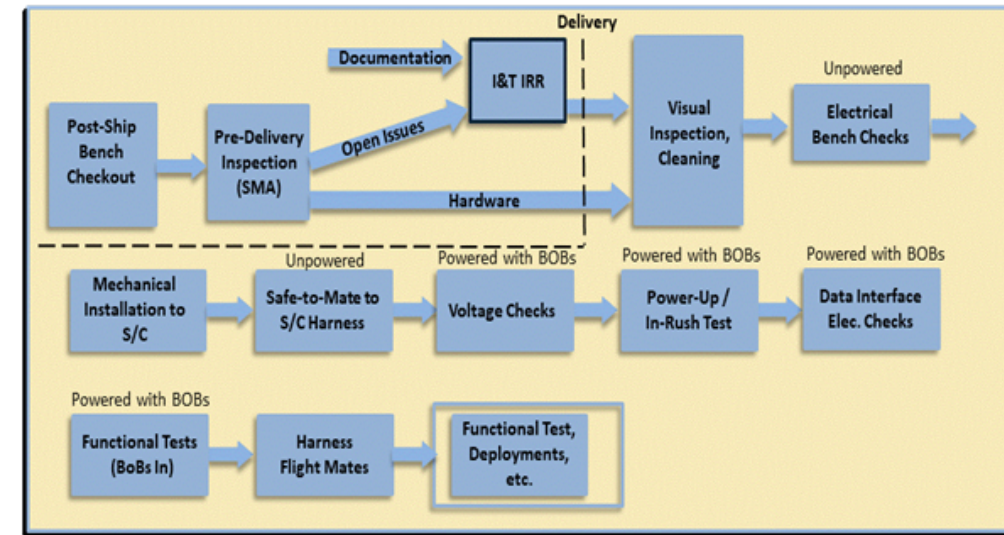 Delivery
Documentation
I&T IRR
Open Issues
Post-Ship
Bench
Checkout
Pre-Delivery
Inspection
(SMA)
Hardware
Visual
Inspection,
Cleaning
Unpowered
Electrical
Bench Checks
Mechanical
Installation to
S/C
Unpowered
Safe-to-Mate to
S/C Harness
Powered with BOBs
Voltage Checks
Powered with BOBs
Power-Up /
In-Rush Test
Powered with BOBs
Data Interface
Elec. Checks
Powered with BOBs
Functional Tests
(BoBs In)
Harness
Flight Mates
Functional Test,
Deployments,
etc.